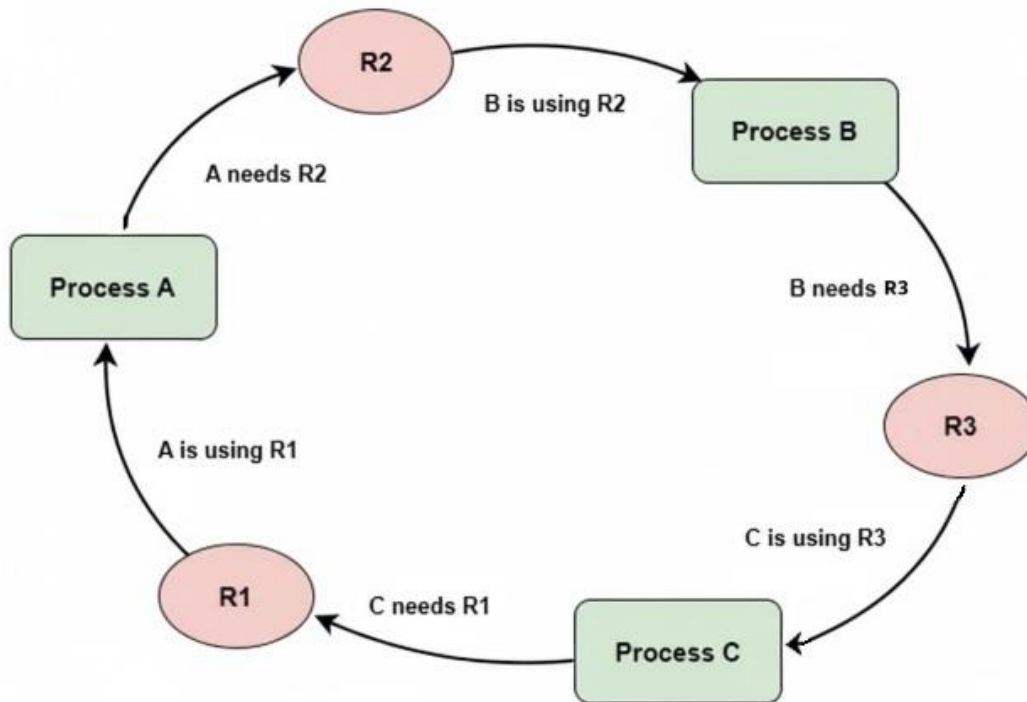 R2
B is using R2
Process B
A needs R2
Process A
B needs R3
R3
A is using R1
C is using R3
R1
C needs R1
Process C